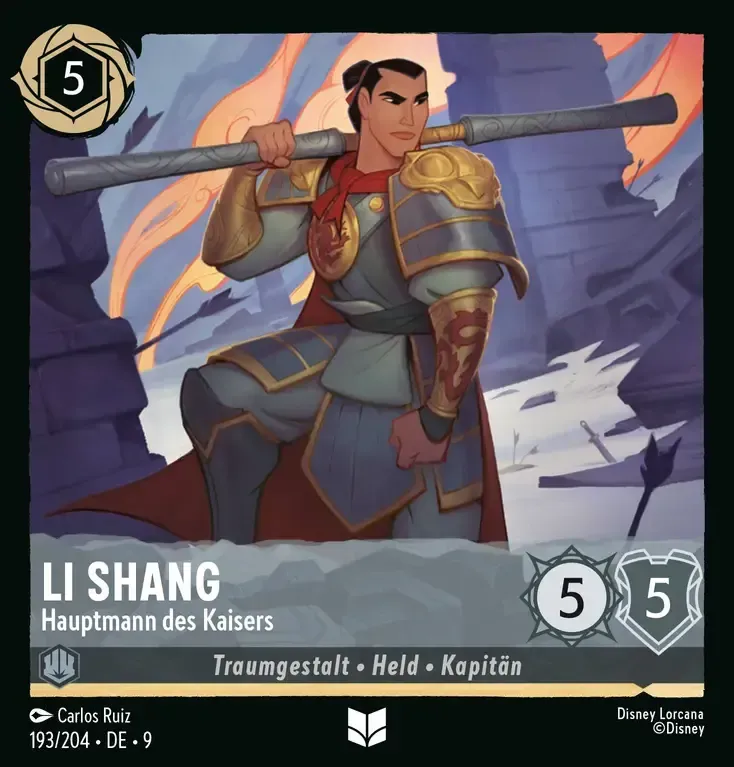 5
LI SHANG
Hauptmann des Kaisers
5 5
Traumgestalt • Held • Kapitän
Carlos Ruiz
193/204 • DE • 9
Disney Lorcana
©Disney